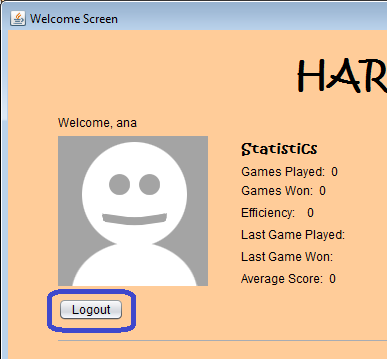 Welcome Screen
HAR
Welcome, ana
Statistics
Games Played: 0
Games Won: 0
Efficiency: 0
Last Game Played:
Last Game Won:
Average Score: 0
Logout